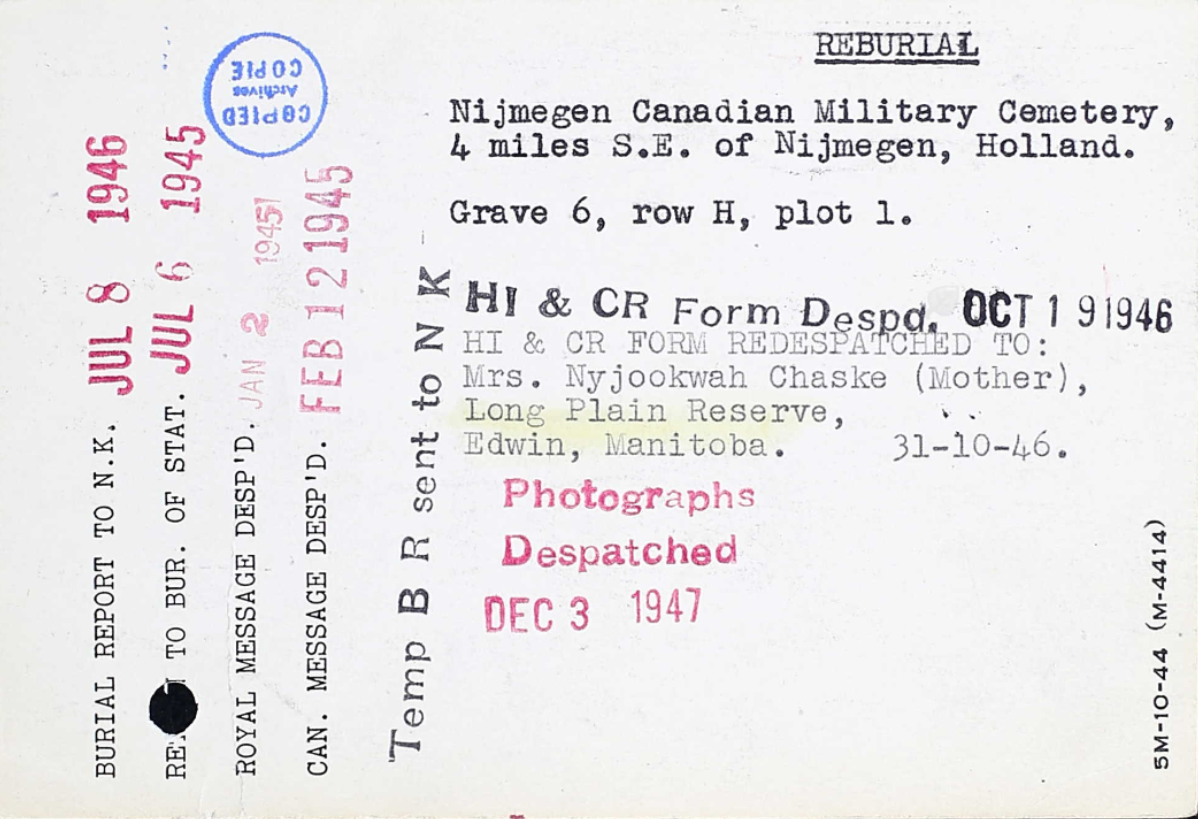 REBURIAL
Nijmegen Canadian Military Cemetery,
4 miles S.E. of Nijmegen, Holland.
Grave 6, row H, plot 1.
HI & CR Form Despd. OCT 19 1946
HI & CR FORM REDESPATCHED TO:
Mrs. Nyjookwah Chaske (Mother),
Long Plain Reserve,
Edwin, Manitoba. 31-10-46.
Photographs
Despatched
DEC 3 1947
COPIED
Archives
COPIE
BURIAL REPORT TO N.K. JUL 8 1946
TO BUR. OF STAT. JUL 6 1945
ROYAL MESSAGE DESP'D. JAN 2 1945
CAN. MESSAGE DESP'D. FEB 12 1945
Temp B R sent to N K
5M-10-44 (M-4414)